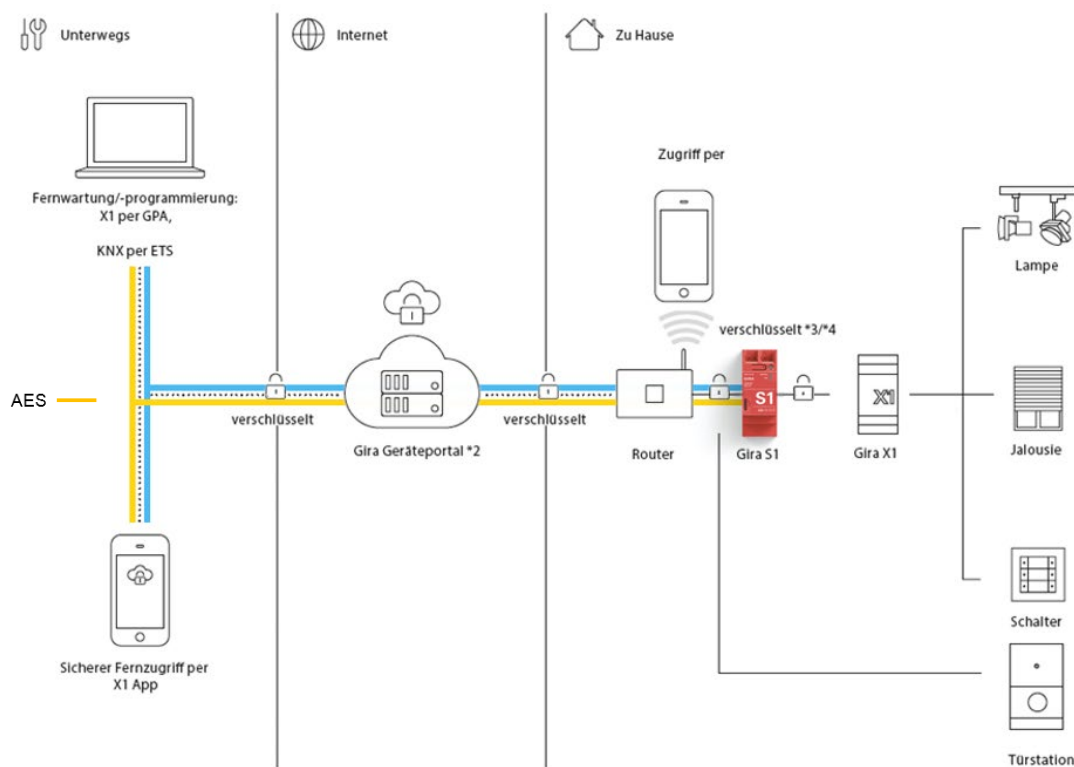 Unterwegs
Internet
Zu Hause
Zugriff per
Fernwartung/-programmierung:
X1 per GPA,
KNX per ETS
Lampe
verschlüsselt *3/*4
AES
S1
X1
verschlüsselt
verschlüsselt
Gira Geräteportal *2
Router
Gira S1
Gira X1
Jalousie
Schalter
Sicherer Fernzugriff per
X1 App
Türstation